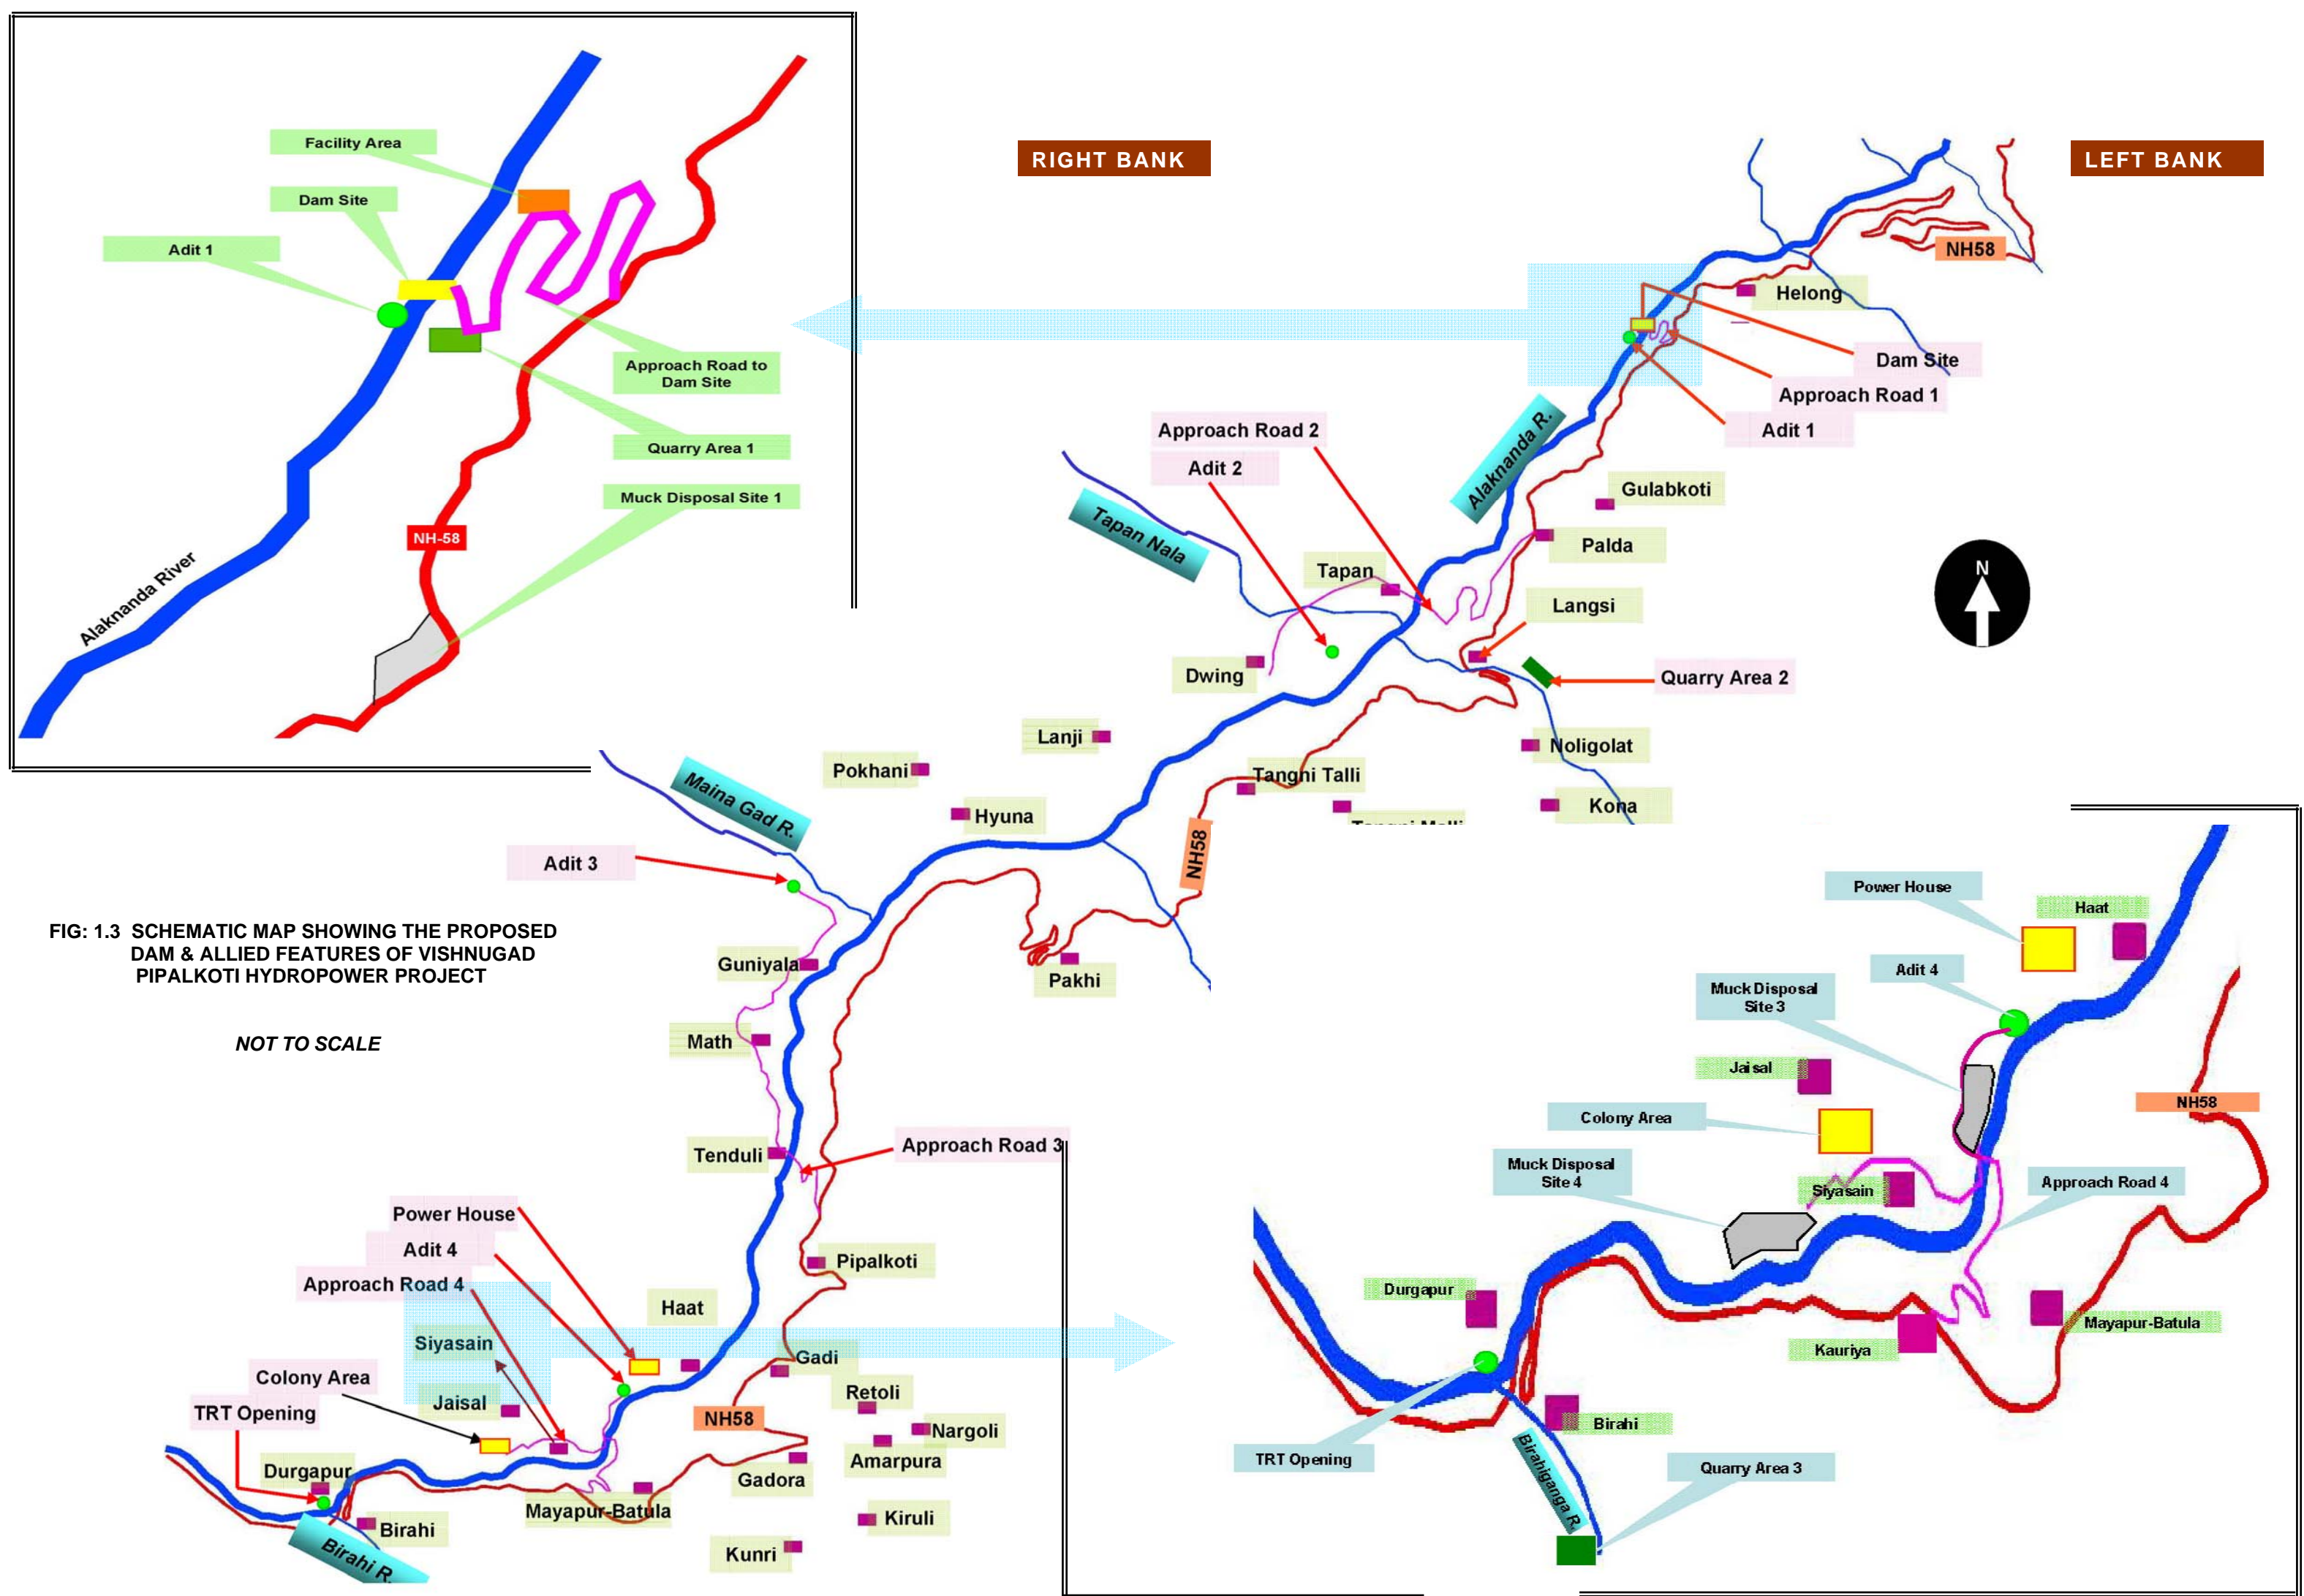 Facility Area
Dam Site
Adit 1
Approach Road to
Dam Site
Quarry Area 1
Muck Disposal Site 1
NH-58
Alaknanda River
RIGHT BANK
LEFT BANK
NH58
Helong
Dam Site
Approach Road 1
Adit 1
Alaknanda R.
Approach Road 2
Adit 2
Tapan Nala
Gulabkoti
Palda
Tapan
Langsi
N
Dwing
Quarry Area 2
Lanji
Noligolat
Pokhani
Tangni Talli
Kona
Maina Gad R.
Hyuna
Tangni Malli
NH58
Adit 3
FIG: 1.3 SCHEMATIC MAP SHOWING THE PROPOSED
DAM & ALLIED FEATURES OF VISHNUGAD
PIPALKOTI HYDROPOWER PROJECT
NOT TO SCALE
Guniyala
Pakhi
Math
Tenduli
Approach Road 3
Power House
Adit 4
Approach Road 4
Pipalkoti
Haat
Siyasain
Gadi
Colony Area
Jaisal
Retoli
TRT Opening
NH58
Nargoli
Amarpura
Durgapur
Gadora
Mayapur-Batula
Birahi
Kiruli
Kunri
Birahi R.
Power House
Haat
Adit 4
Muck Disposal
Site 3
Jaisal
NH58
Colony Area
Muck Disposal
Site 4
Siyasain
Approach Road 4
Durgapur
Mayapur-Batula
Kauriya
Birahi
TRT Opening
Birahiganga R.
Quarry Area 3